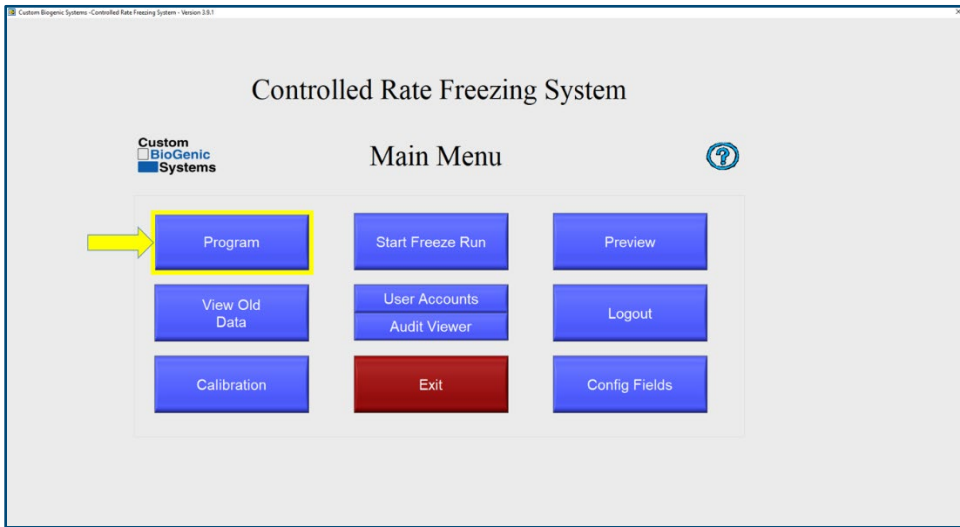 Custom Biogenic Systems -Controlled Rate Freezing System - Version 3.9.1
Controlled Rate Freezing System
Custom
BioGenic
Systems
Main Menu
?
Program
Start Freeze Run
Preview
View Old
Data
User Accounts
Audit Viewer
Logout
Calibration
Exit
Config Fields